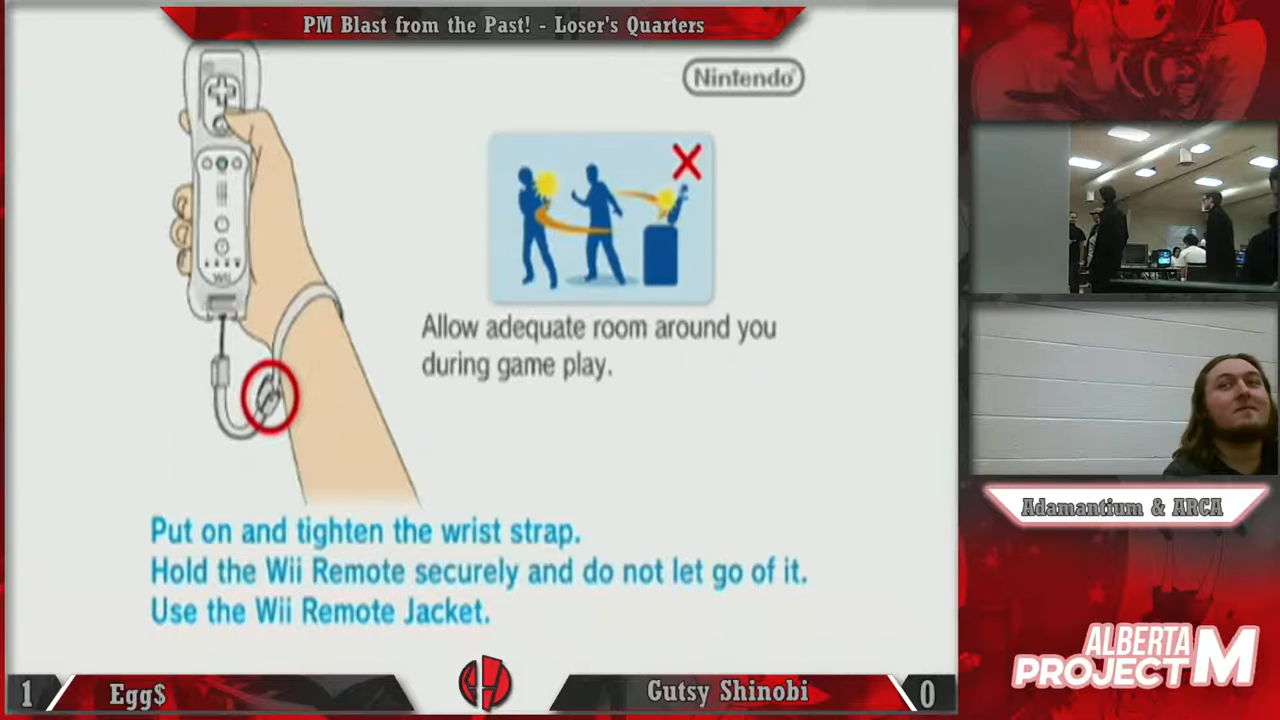 PM Blast from the Past! - Loser's Quarters
Nintendo
Allow adequate room around you
during game play.
Wii
Put on and tighten the wrist strap.
Hold the Wii Remote securely and do not let go of it.
Use the Wii Remote Jacket.
Adamantium & ARCA
ALBERTA
PROJECT M
1 Egg$ Gutsy Shinobi 0